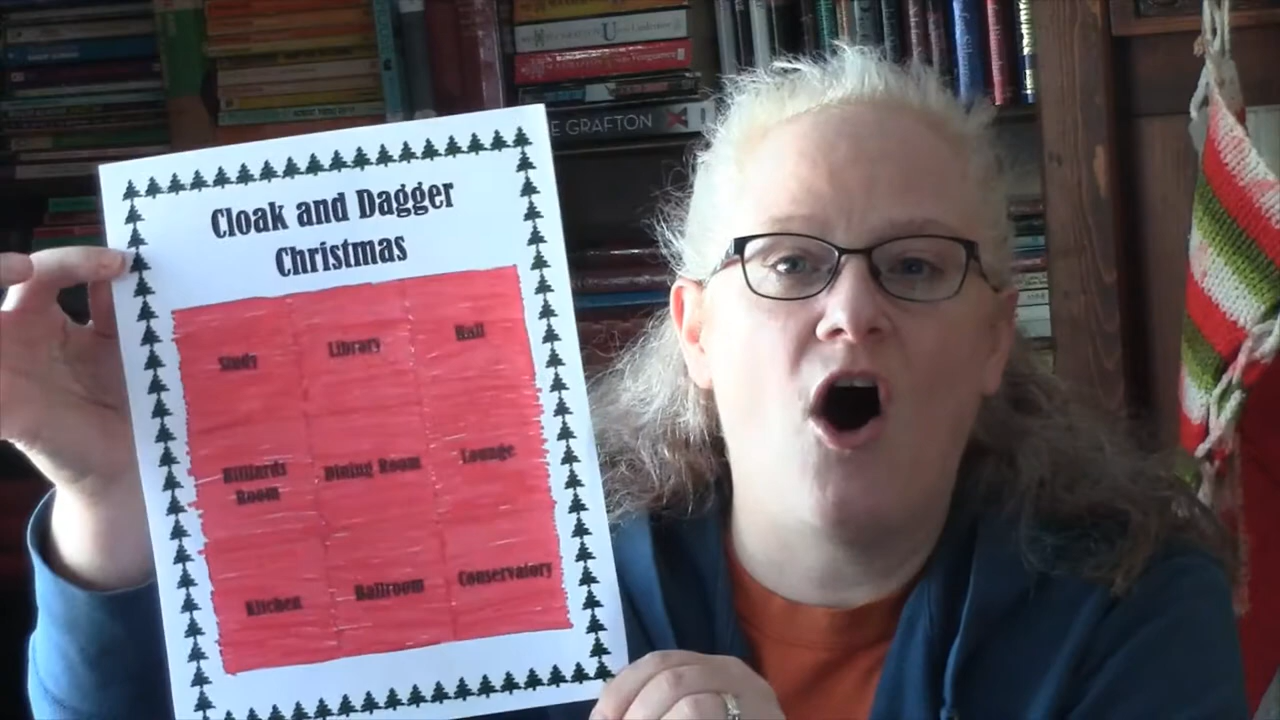 E GRAFTON
Cloak and Dagger
Christmas
Study Library Hall
Billiards
Room Dining Room Lounge
Kitchen Ballroom Conservatory